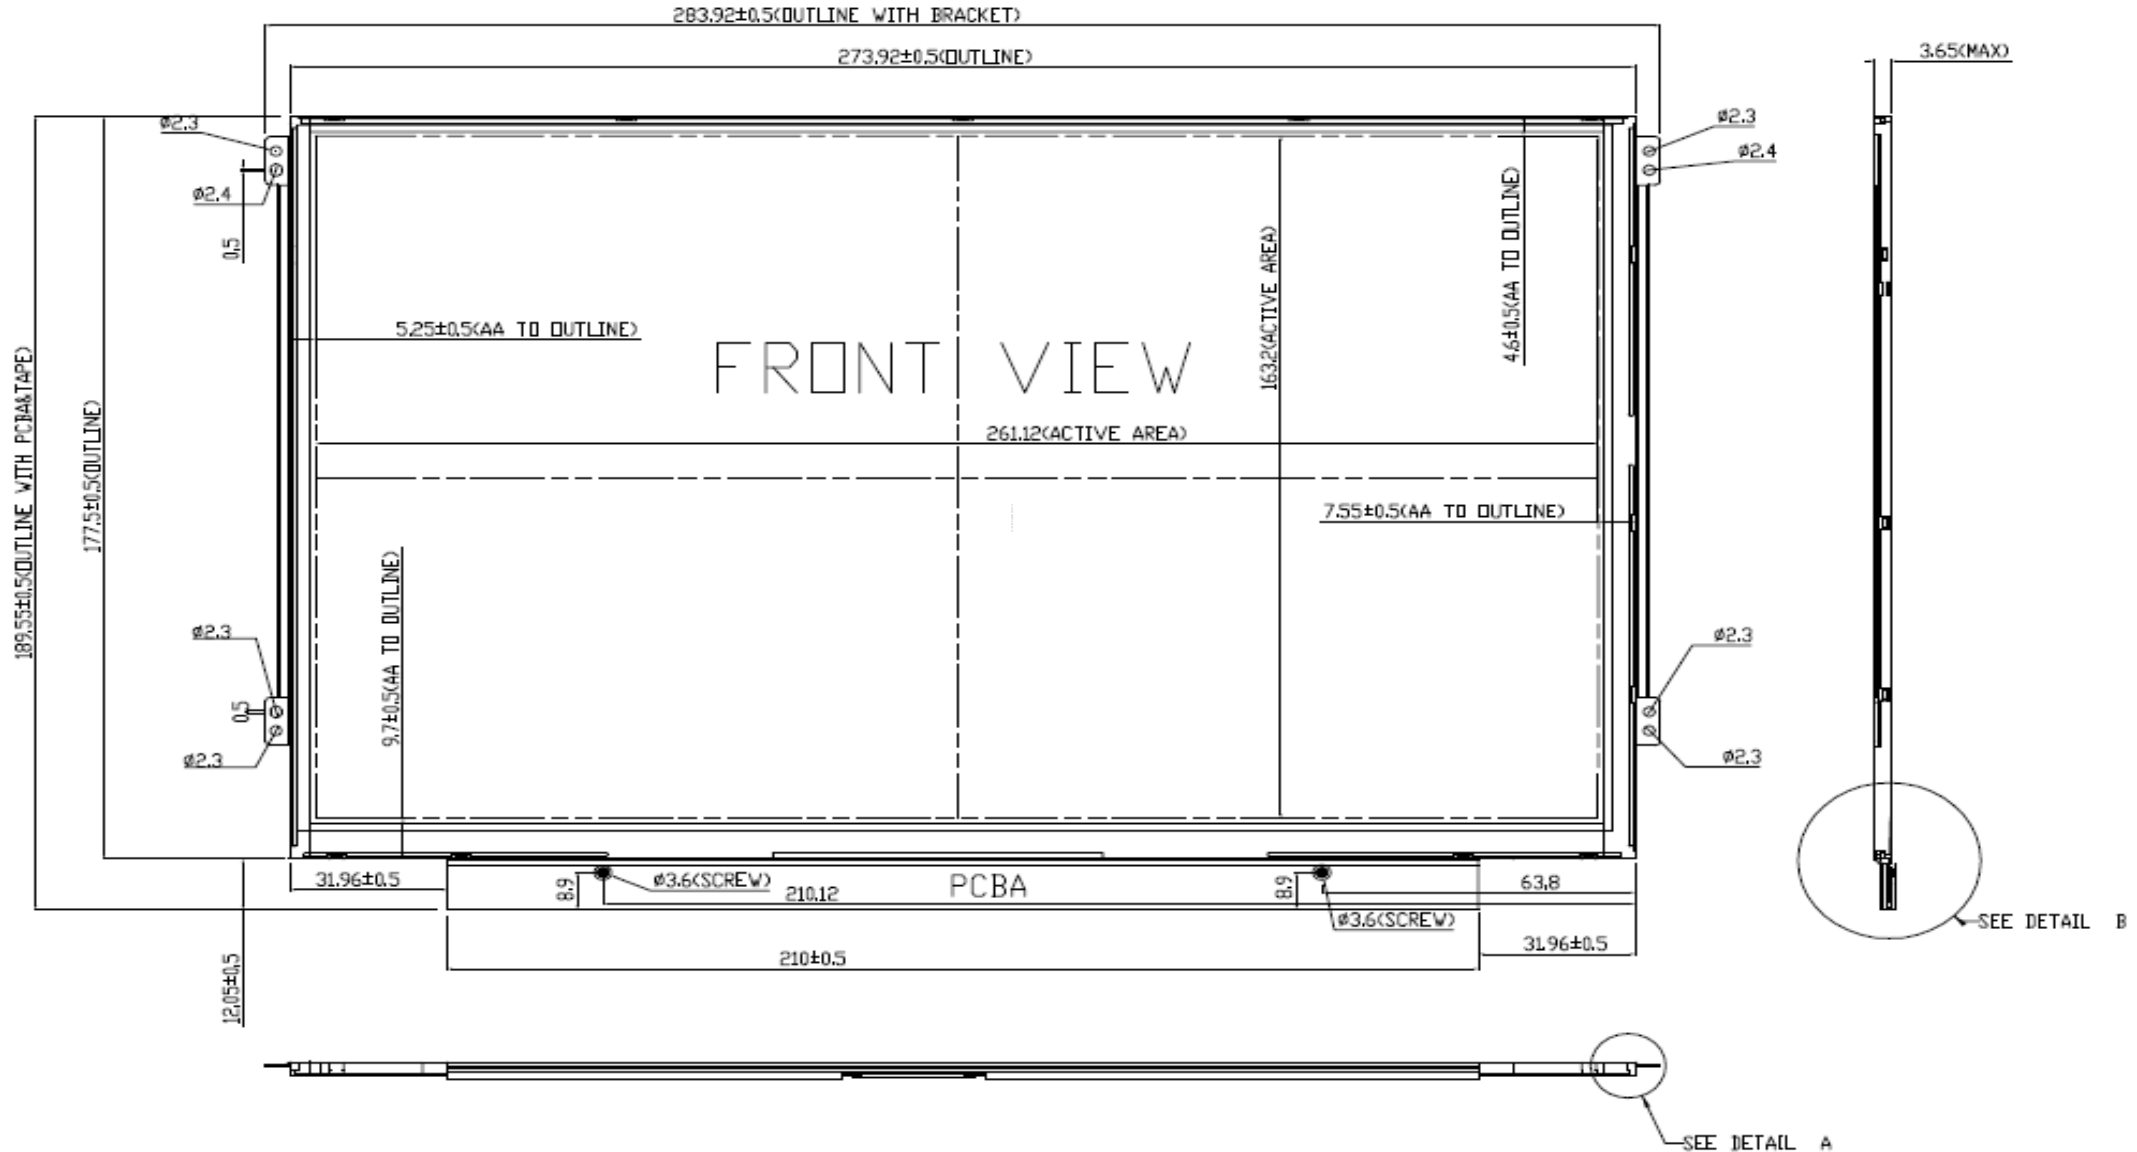 283.92±0.5(OUTLINE WITH BRACKET)
273.92±0.5(OUTLINE)
3.65(MAX)
ø2.3
ø2.3
ø2.4
ø2.4
0.5
4.6±0.5(AA TO OUTLINE)
163.2(ACTIVE AREA)
5.25±0.5(AA TO OUTLINE)
FRONT VIEW
189.55±0.5(OUTLINE WITH PCBA&TAPE)
177.5±0.5(OUTLINE)
261.12(ACTIVE AREA)
7.55±0.5(AA TO OUTLINE)
9.7±0.5(AA TO OUTLINE)
ø2.3
ø2.3
0.5
ø2.3
ø2.3
31.96±0.5
8.9
ø3.6(SCREW)
210.12
PCBA
8.9
63.8
ø3.6(SCREW)
SEE DETAIL B
31.96±0.5
210±0.5
12.05±0.5
SEE DETAIL A